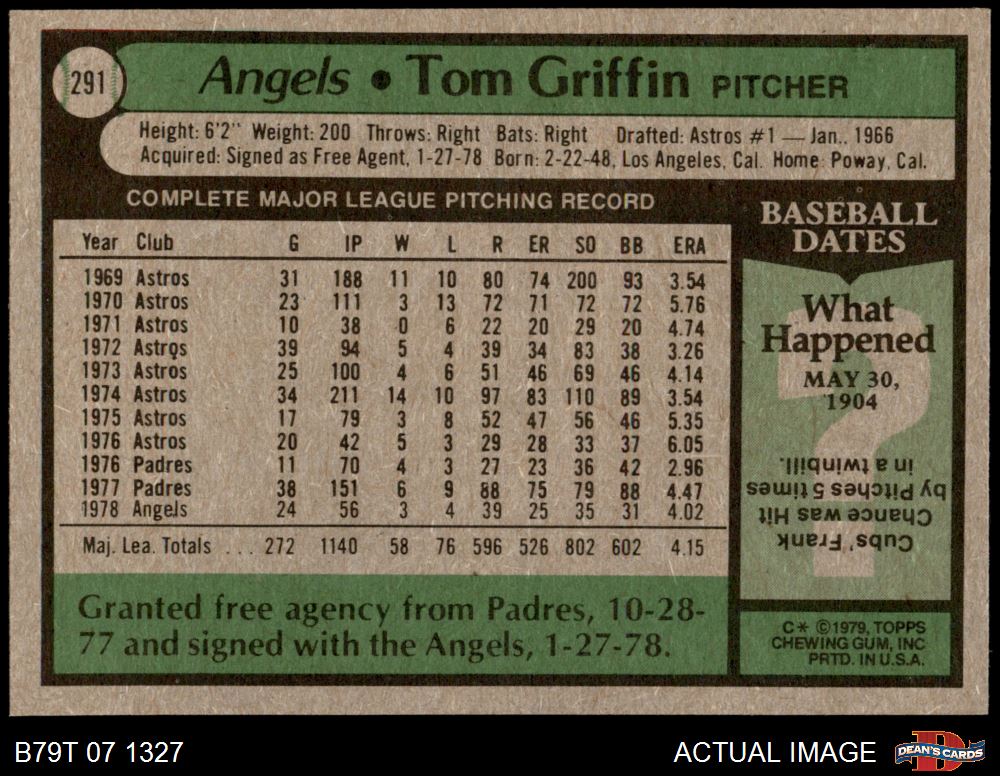 291
Angels • Tom Griffin PITCHER
Height: 6'2" Weight: 200 Throws: Right Bats: Right Drafted: Astros #1 — Jan., 1966
Acquired: Signed as Free Agent, 1-27-78 Born: 2-22-48, Los Angeles, Cal. Home: Poway, Cal.
COMPLETE MAJOR LEAGUE PITCHING RECORD
Year Club G IP W L R ER SO BB ERA
1969 Astros 31 188 11 10 80 74 200 93 3.54
1970 Astros 23 111 3 13 72 71 72 72 5.76
1971 Astros 10 38 0 6 22 20 29 20 4.74
1972 Astros 39 94 5 4 39 34 83 38 3.26
1973 Astros 25 100 4 6 51 46 69 46 4.14
1974 Astros 34 211 14 10 97 83 110 89 3.54
1975 Astros 17 79 3 8 52 47 56 46 5.35
1976 Astros 20 42 5 3 29 28 33 37 6.05
1976 Padres 11 70 4 3 27 23 36 42 2.96
1977 Padres 38 151 6 9 88 75 79 88 4.47
1978 Angels 24 56 3 4 39 25 35 31 4.02
Maj. Lea. Totals ... 272 1140 58 76 596 526 802 602 4.15
Granted free agency from Padres, 10-28-
77 and signed with the Angels, 1-27-78.
BASEBALL
DATES
What
Happened
MAY 30,
1904
?
Cubs' Frank
Chance was Hit
by Pitches 5 times
in a twinbill.
C* ©1979, TOPPS
CHEWING GUM, INC
PRTD. IN U.S.A.
B79T 07 1327
ACTUAL IMAGE
DEAN'S CARDS